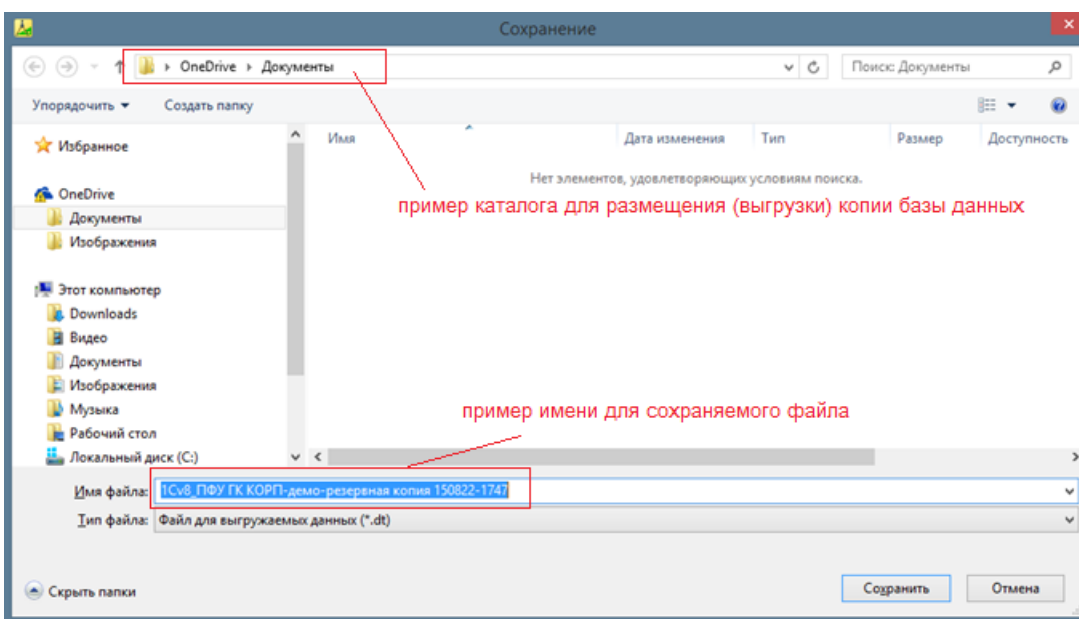 Сохранение
OneDrive Документы
Поиск: Документы
Упорядочить Создать папку
Имя Дата изменения Тип Размер Доступность
Нет элементов, удовлетворяющих условиям поиска.
пример каталога для размещения (выгрузки) копии базы данных
Избранное
OneDrive
Документы
Изображения
Этот компьютер
Downloads
Видео
Документы
Изображения
Музыка
Рабочий стол
Локальный диск (C:)
пример имени для сохраняемого файла
Имя файла: 1Cv8_ПФУ ГК КОРП-демо-резервная копия 150822-1747
Тип файла: Файл для выгружаемых данных (*.dt)
Скрыть папки
Сохранить Отмена